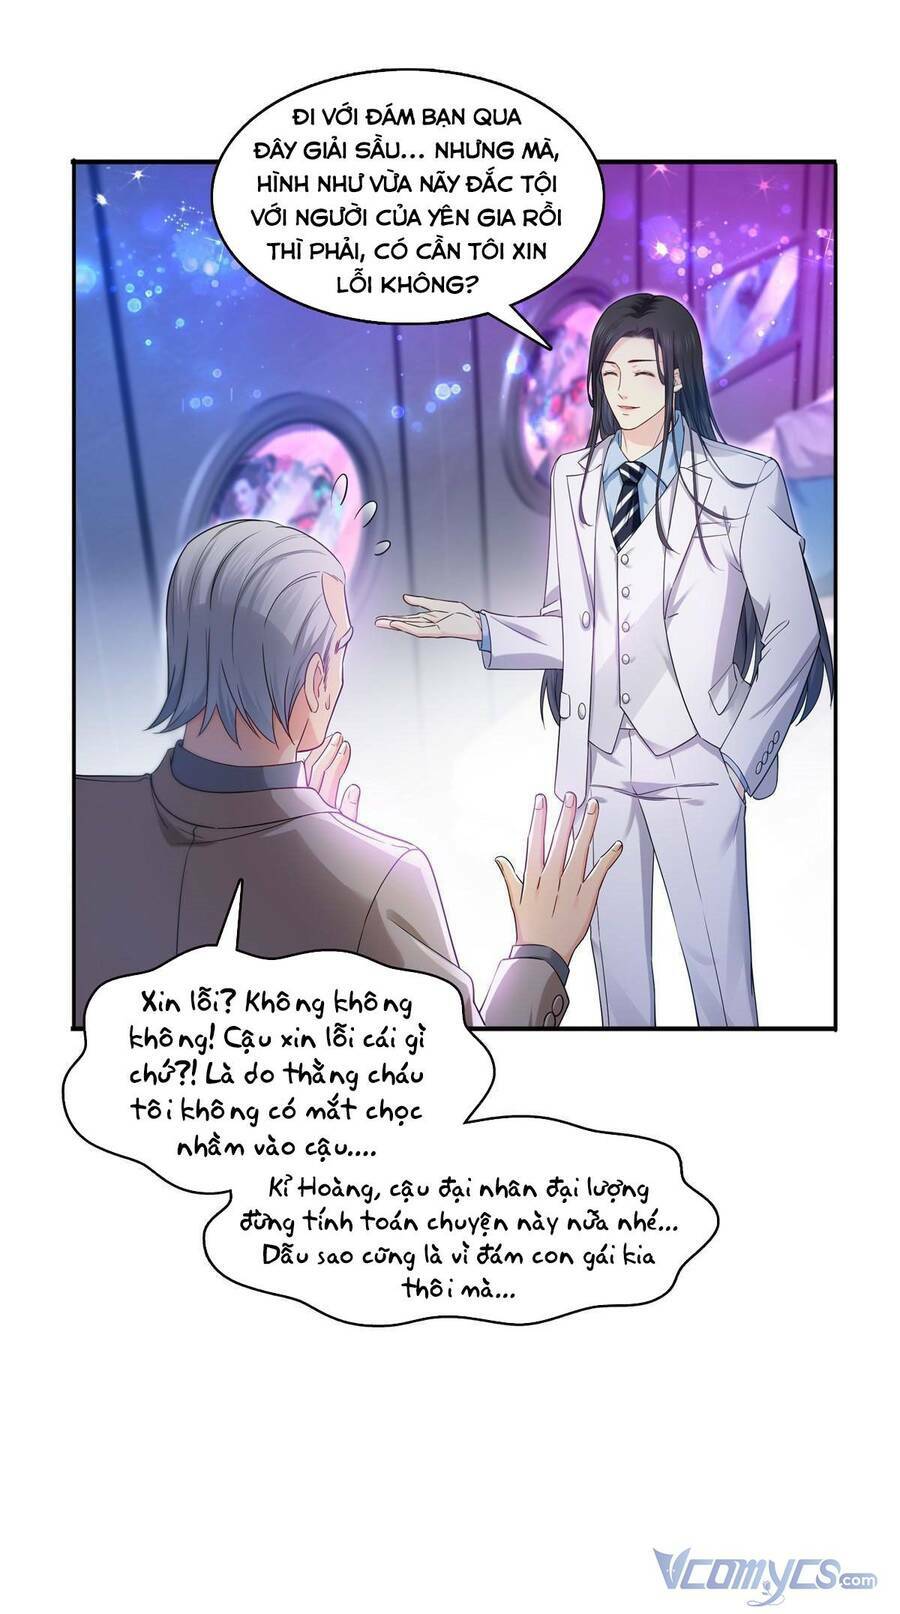 ĐI VỚI ĐÁM BẠN QUA
ĐÂY GIẢI SẦU... NHƯNG MÀ,
HÌNH NHƯ VỪA NÃY ĐẮC TỘI
VỚI NGƯỜI CỦA YÊN GIA RỒI
THÌ PHẢI, CÓ CẦN TÔI XIN
LỖI KHÔNG?
Xin lỗi? Không không
không! Cậu xin lỗi cái gì
chứ?! Là do thằng cháu
tôi không có mắt chọc
nhầm vào cậu....
Kỉ Hoàng, cậu đại nhân đại lượng
đừng tính toán chuyện này nữa nhé...
Dẫu sao cũng là vì đám con gái kia
thôi mà...
VCOMYCS.com